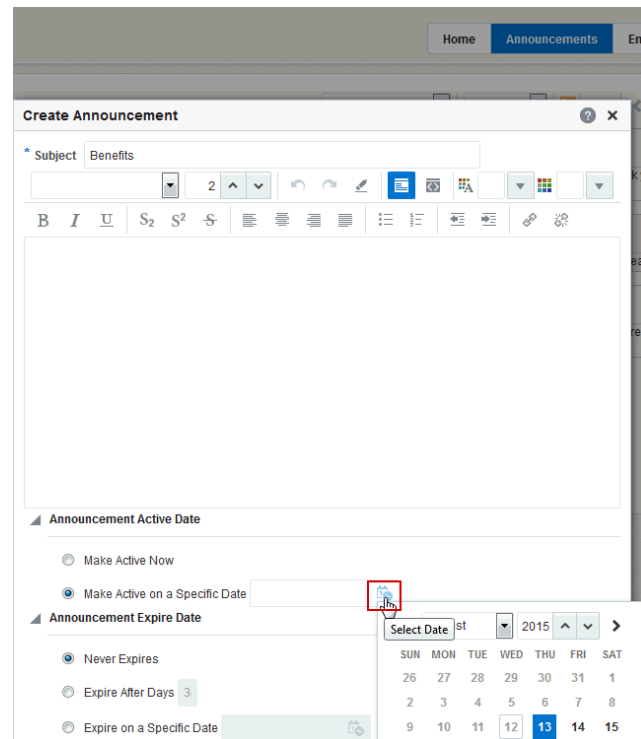 Home Announcements En
Create Announcement ?
* Subject Benefits
2
A
B I U S2 S² S
Announcement Active Date
Make Active Now
Make Active on a Specific Date
Announcement Expire Date
Select Date st 2015
Never Expires
SUN MON TUE WED THU FRI SAT
26 27 28 29 30 31 1
Expire After Days 3
2 3 4 5 6 7 8
Expire on a Specific Date
9 10 11 12 13 14 15